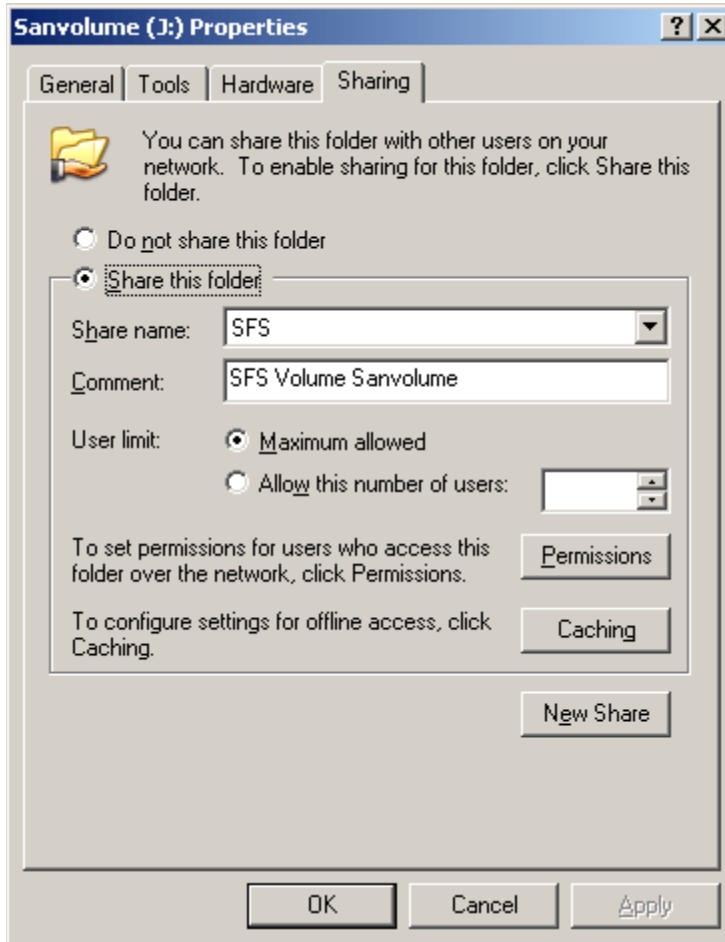 Sanvolume (J:) Properties
General Tools Hardware Sharing
You can share this folder with other users on your
network. To enable sharing for this folder, click Share this
folder.
Do not share this folder
Share this folder
Share name: SFS
Comment: SFS Volume Sanvolume
User limit: Maximum allowed
Allow this number of users:
To set permissions for users who access this
folder over the network, click Permissions.
Permissions
To configure settings for offline access, click
Caching.
Caching
New Share
OK Cancel Apply